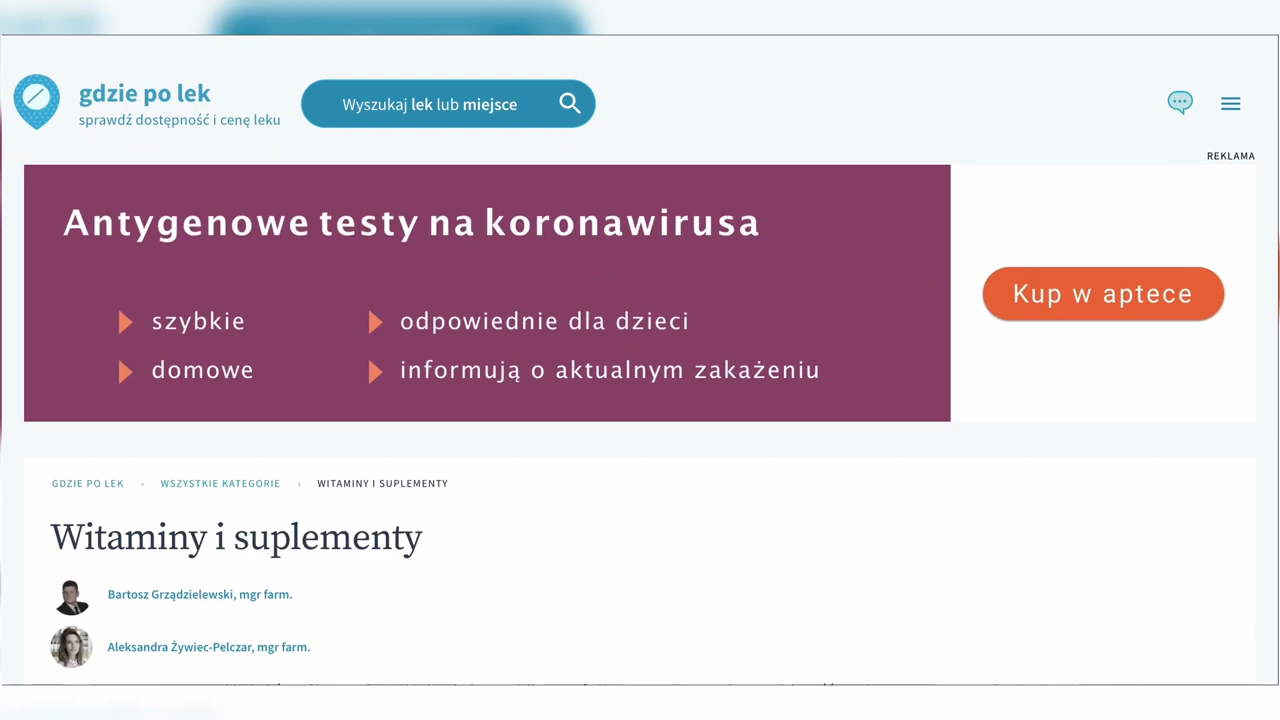 gdzie po lek
sprawdź dostępność i cenę leku
Wyszukaj lek lub miejsce
REKLAMA
Antygenowe testy na koronawirusa
szybkie
odpowiednie dla dzieci
domowe
informują o aktualnym zakażeniu
Kup w aptece
GDZIE PO LEK › WSZYSTKIE KATEGORIE › WITAMINY I SUPLEMENTY
Witaminy i suplementy
Bartosz Grządzielewski, mgr farm.
Aleksandra Żywiec-Pelczar, mgr farm.